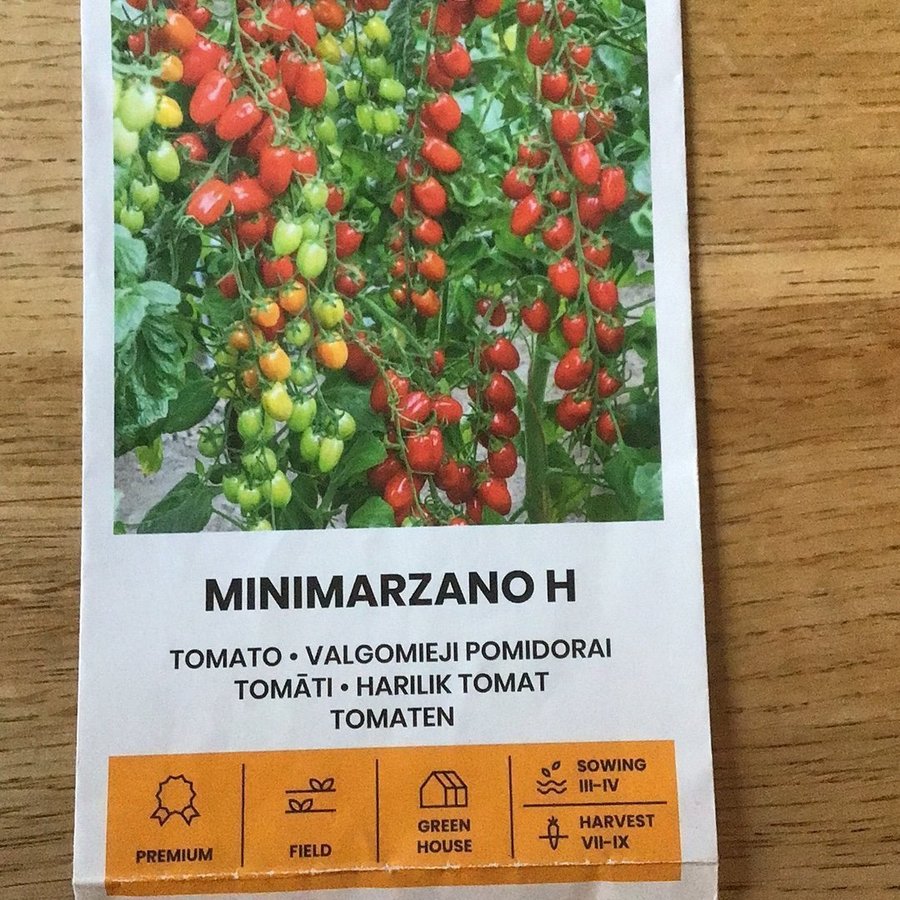 MINIMARZANO H
TOMATO • VALGOMIEJI POMIDORAI
TOMĀTI • HARILIK TOMAT
TOMATEN
PREMIUM
FIELD
GREEN
HOUSE
SOWING
III-IV
HARVEST
VII-IX